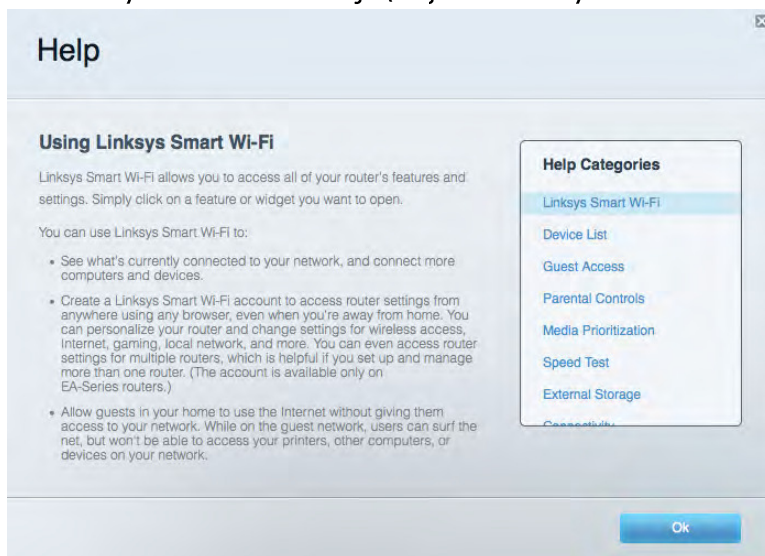 Help
Using Linksys Smart Wi-Fi
Linksys Smart Wi-Fi allows you to access all of your router's features and
settings. Simply click on a feature or widget you want to open.
You can use Linksys Smart Wi-Fi to:
• See what's currently connected to your network, and connect more
computers and devices.
• Create a Linksys Smart Wi-Fi account to access router settings from
anywhere using any browser, even when you're away from home. You
can personalize your router and change settings for wireless access,
Internet, gaming, local network, and more. You can even access router
settings for multiple routers, which is helpful if you set up and manage
more than one router. (The account is available only on
EA-Series routers.)
• Allow guests in your home to use the Internet without giving them
access to your network. While on the guest network, users can surf the
net, but won't be able to access your printers, other computers, or
devices on your network.
Help Categories
Linksys Smart Wi-Fi
Device List
Guest Access
Parental Controls
Media Prioritization
Speed Test
External Storage
Connectivity
Ok